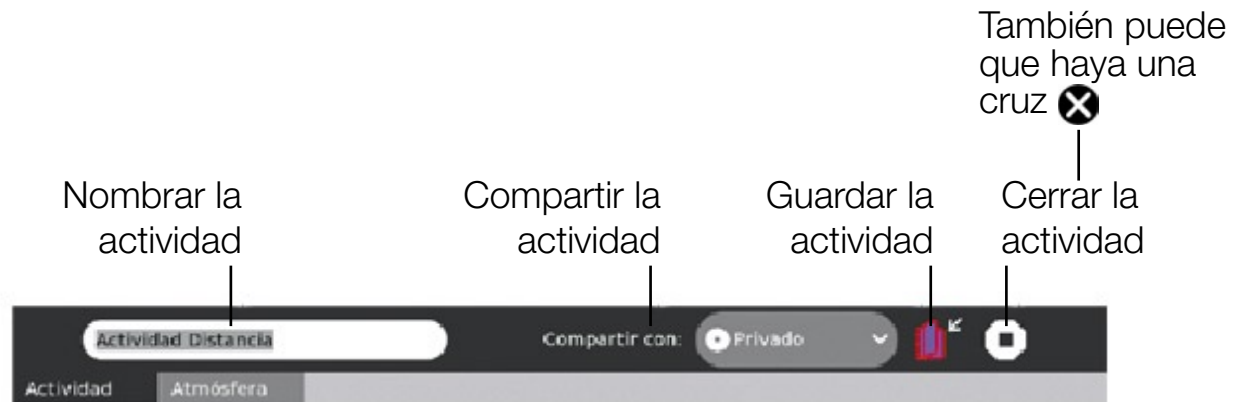 También puede
que haya una
cruz
Nombrar la
actividad
Compartir la
actividad
Guardar la
actividad
Cerrar la
actividad
Actividad Distancia
Compartir con:
Privado
Actividad
Atmósfera